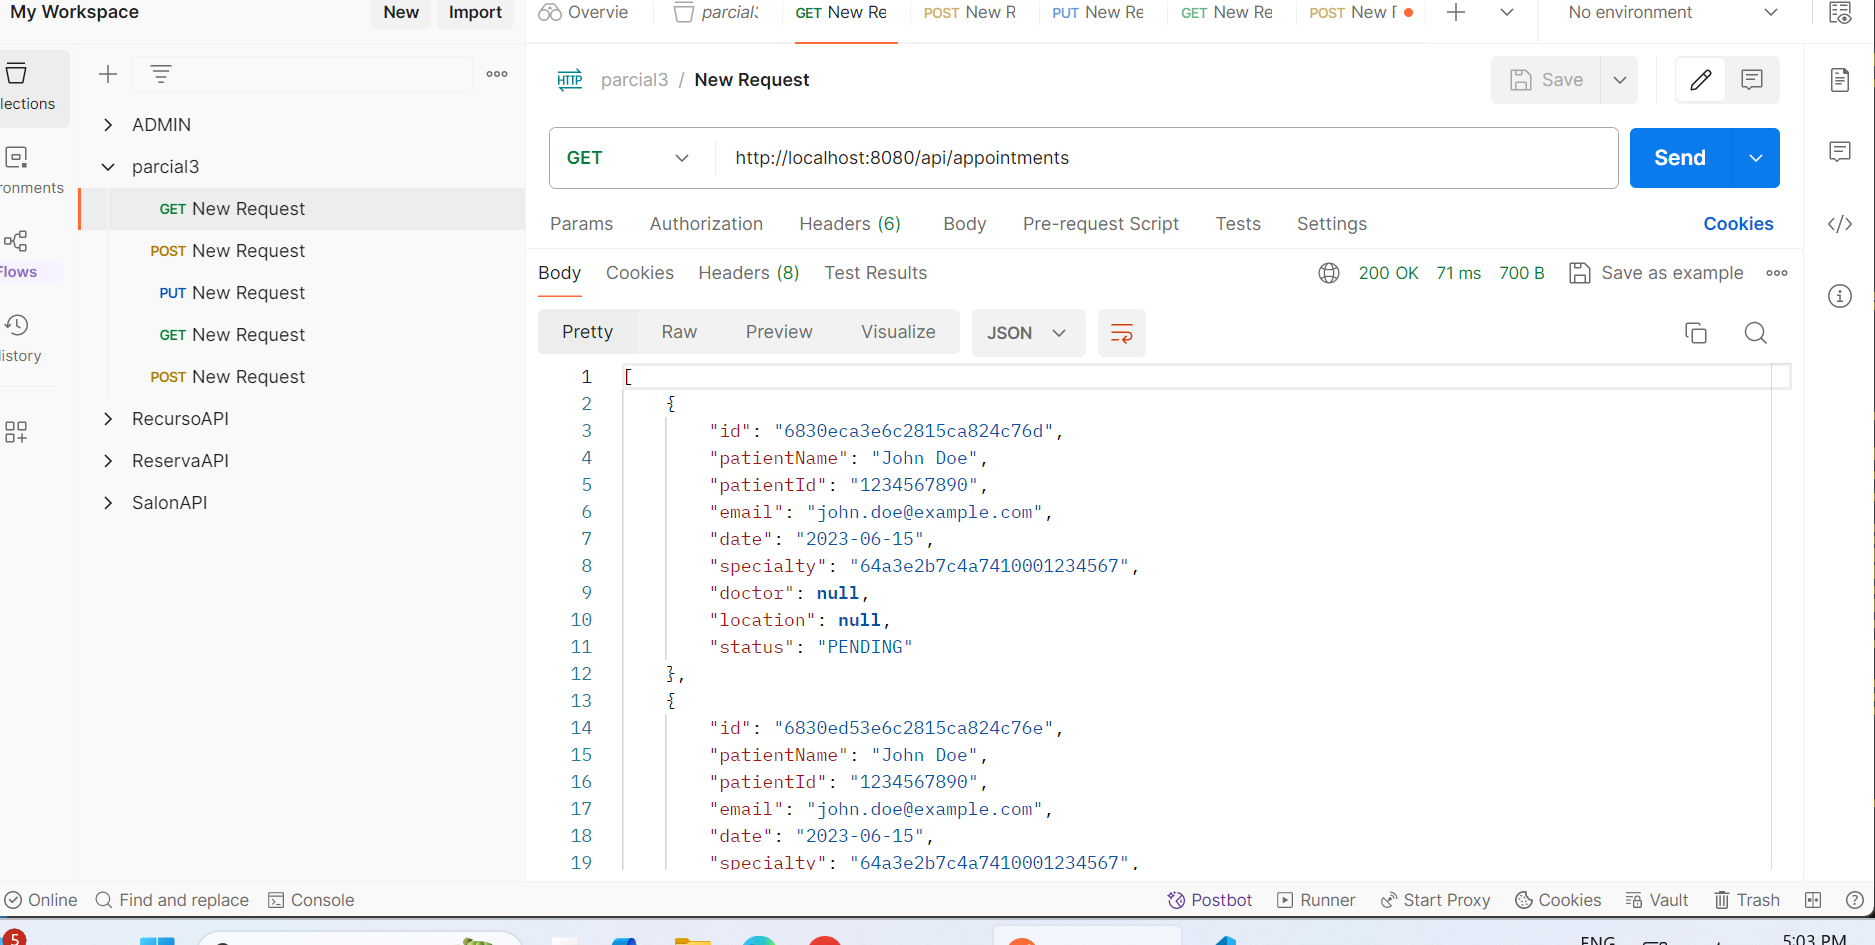 My Workspace
New
Import
Overvie
parcial
GET New Re
POST New R
PUT New Re
GET New Re
POST New
No environment
lections
ronments
Flows
istory
ADMIN
parcial3
GET New Request
POST New Request
PUT New Request
GET New Request
POST New Request
RecursoAPI
ReservaAPI
SalonAPI
HTTP
parcial3 / New Request
Save
GET
http://localhost:8080/api/appointments
Send
Params
Authorization
Headers (6)
Body
Pre-request Script
Tests
Settings
Cookies
Body
Cookies
Headers (8)
Test Results
200 OK
71 ms
700 B
Save as example
Pretty
Raw
Preview
Visualize
JSON
1 [
2 {
3 "id": "6830eca3e6c2815ca824c76d",
4 "patientName": "John Doe",
5 "patientId": "1234567890",
6 "email": "john.doe@example.com",
7 "date": "2023-06-15",
8 "specialty": "64a3e2b7c4a7410001234567",
9 "doctor": null,
10 "location": null,
11 "status": "PENDING"
12 },
13 {
14 "id": "6830ed53e6c2815ca824c76e",
15 "patientName": "John Doe",
16 "patientId": "1234567890",
17 "email": "john.doe@example.com",
18 "date": "2023-06-15",
19 "specialty": "64a3e2b7c4a7410001234567",
Online
Find and replace
Console
Postbot
Runner
Start Proxy
Cookies
Vault
Trash
5
ENG
5:03 PM